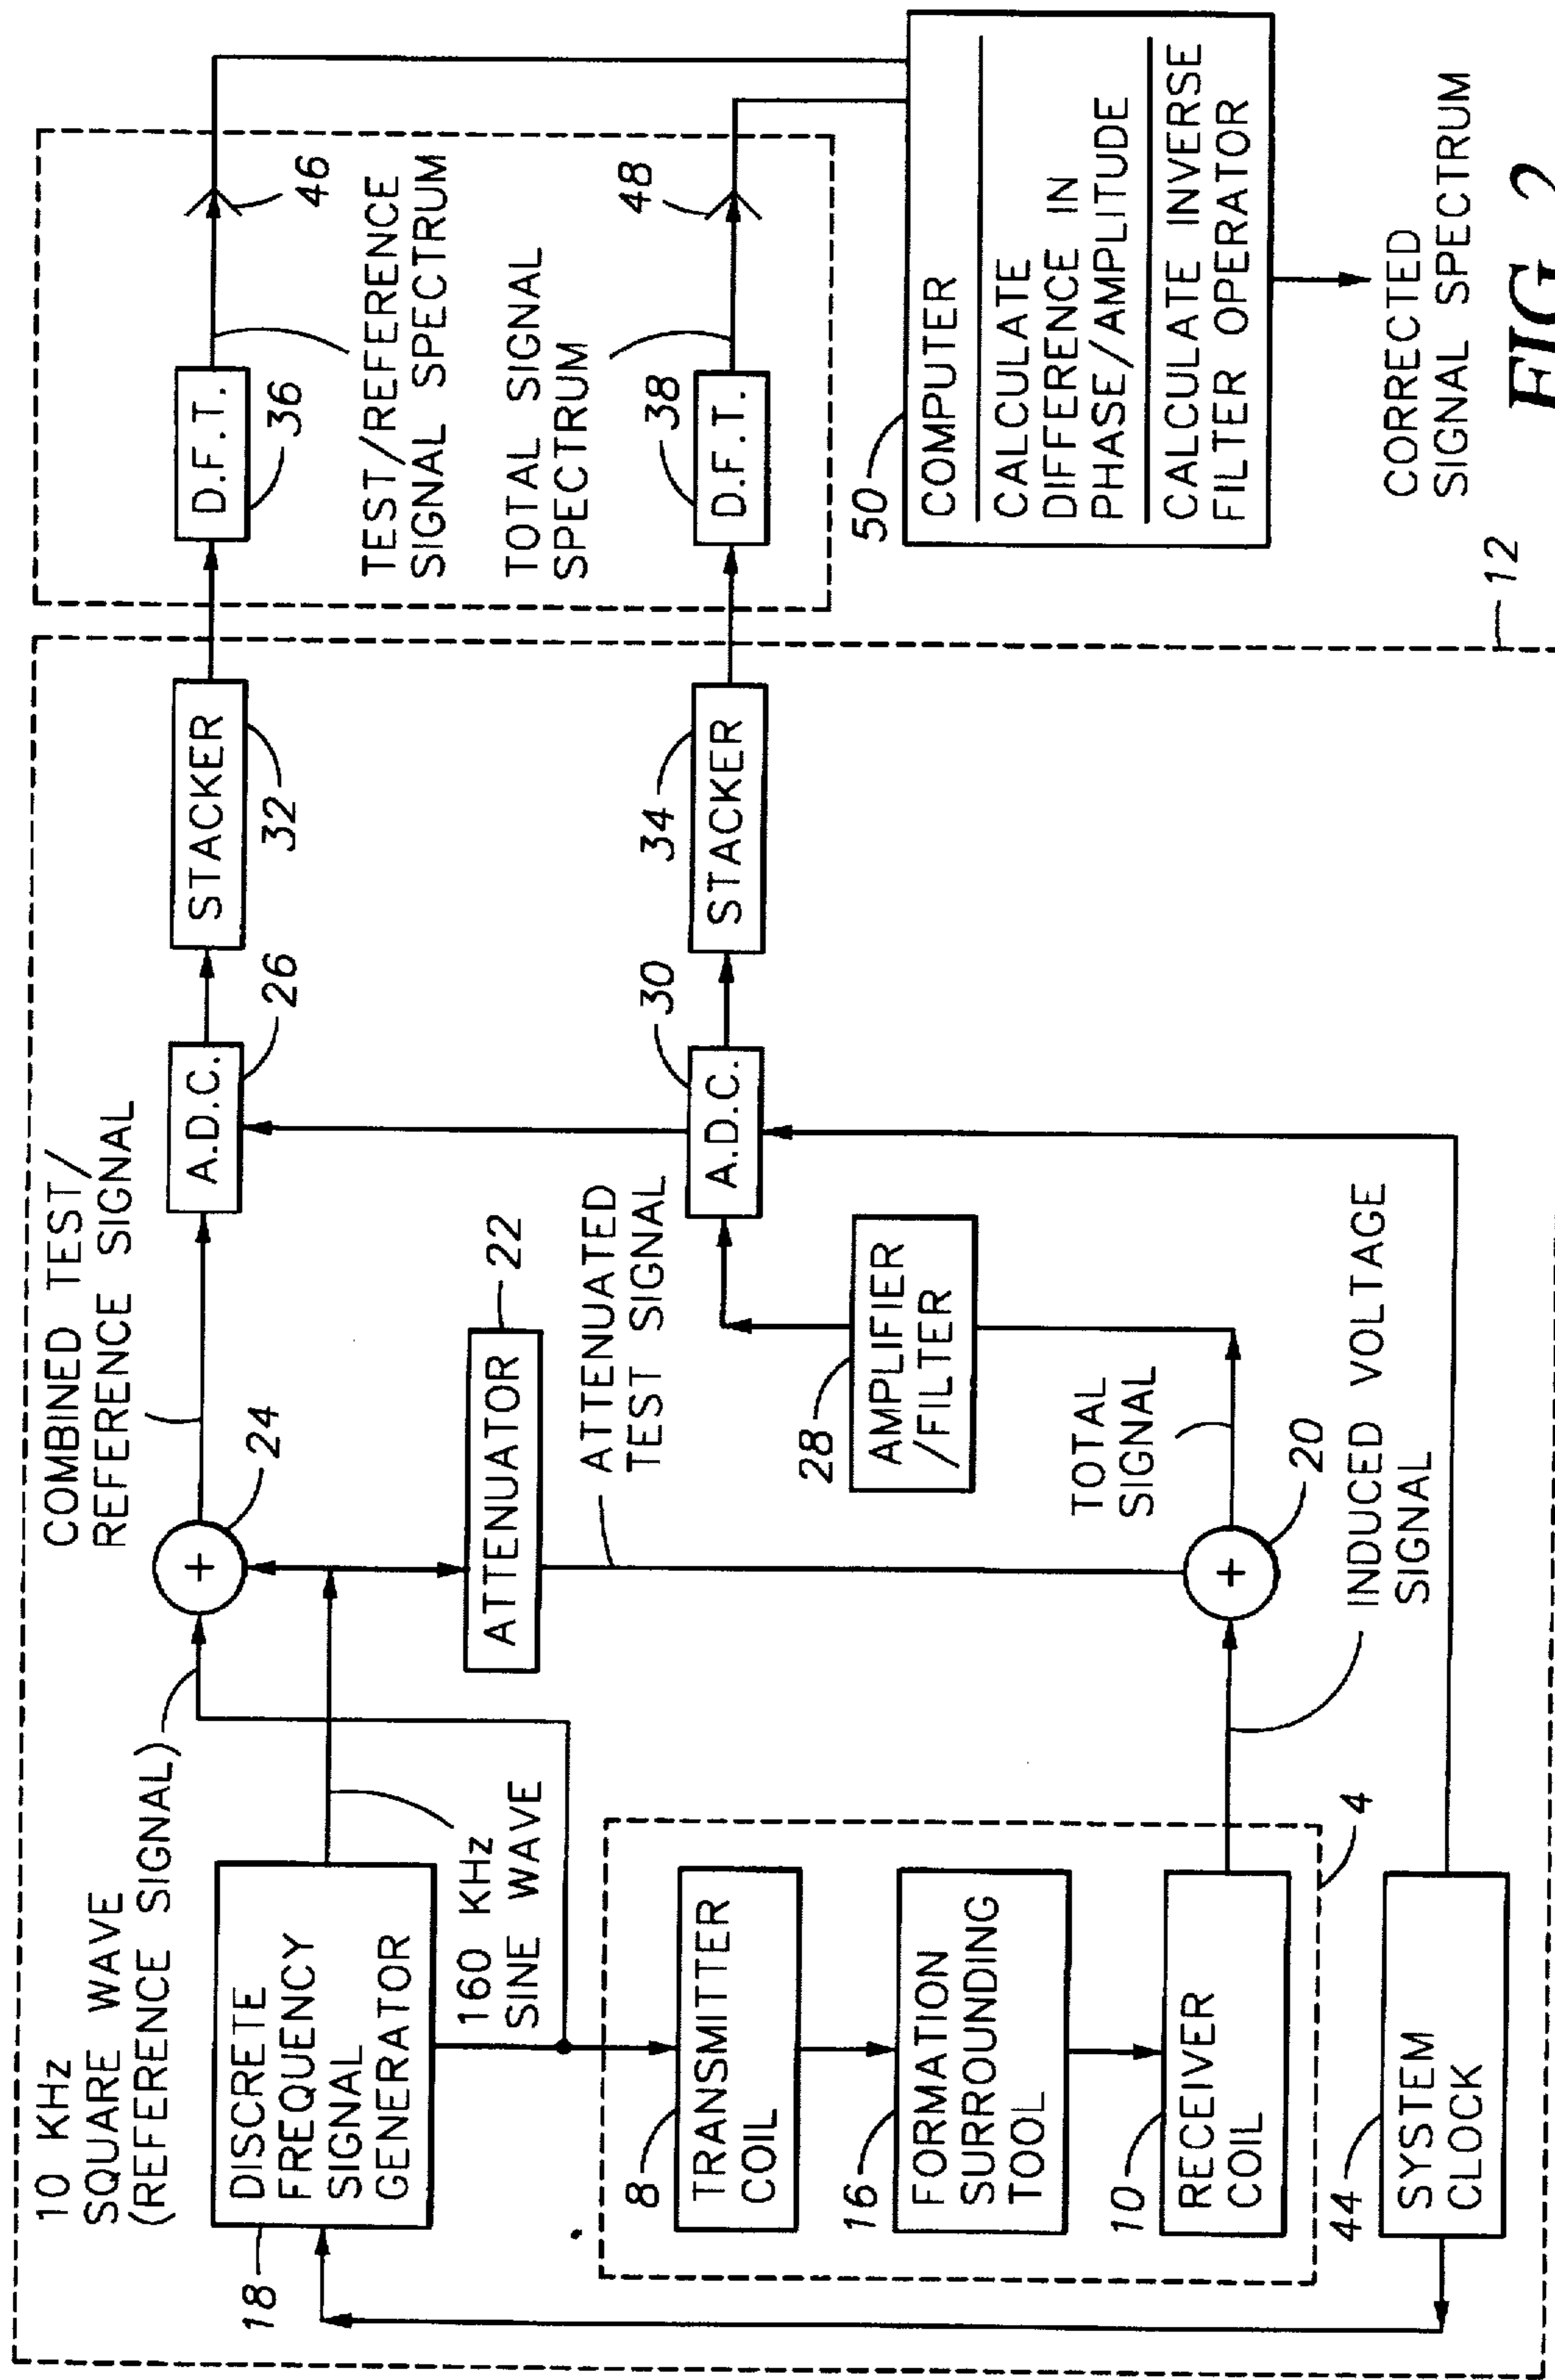 10 KHz
SQUARE WAVE
(REFERENCE SIGNAL)
COMBINED TEST/
REFERENCE SIGNAL
18
DISCRETE
FREQUENCY
SIGNAL
GENERATOR
160 KHz
SINE WAVE
+
24
A.D.C.
26
STACKER
32
D.F.T.
36
46
TEST/REFERENCE
SIGNAL SPECTRUM
ATTENUATOR
22
ATTENUATED
TEST SIGNAL
TOTAL SIGNAL
SPECTRUM
8
TRANSMITTER
COIL
30
A.D.C.
34
STACKER
38
D.F.T.
48
16
FORMATION
SURROUNDING
TOOL
28
AMPLIFIER
/FILTER
TOTAL
SIGNAL
10
RECEIVER
COIL
+
20
INDUCED VOLTAGE
SIGNAL
4
44
SYSTEM
CLOCK
50
COMPUTER
CALCULATE
DIFFERENCE IN
PHASE/AMPLITUDE
CALCULATE INVERSE
FILTER OPERATOR
CORRECTED
SIGNAL SPECTRUM
12
FIG. 2